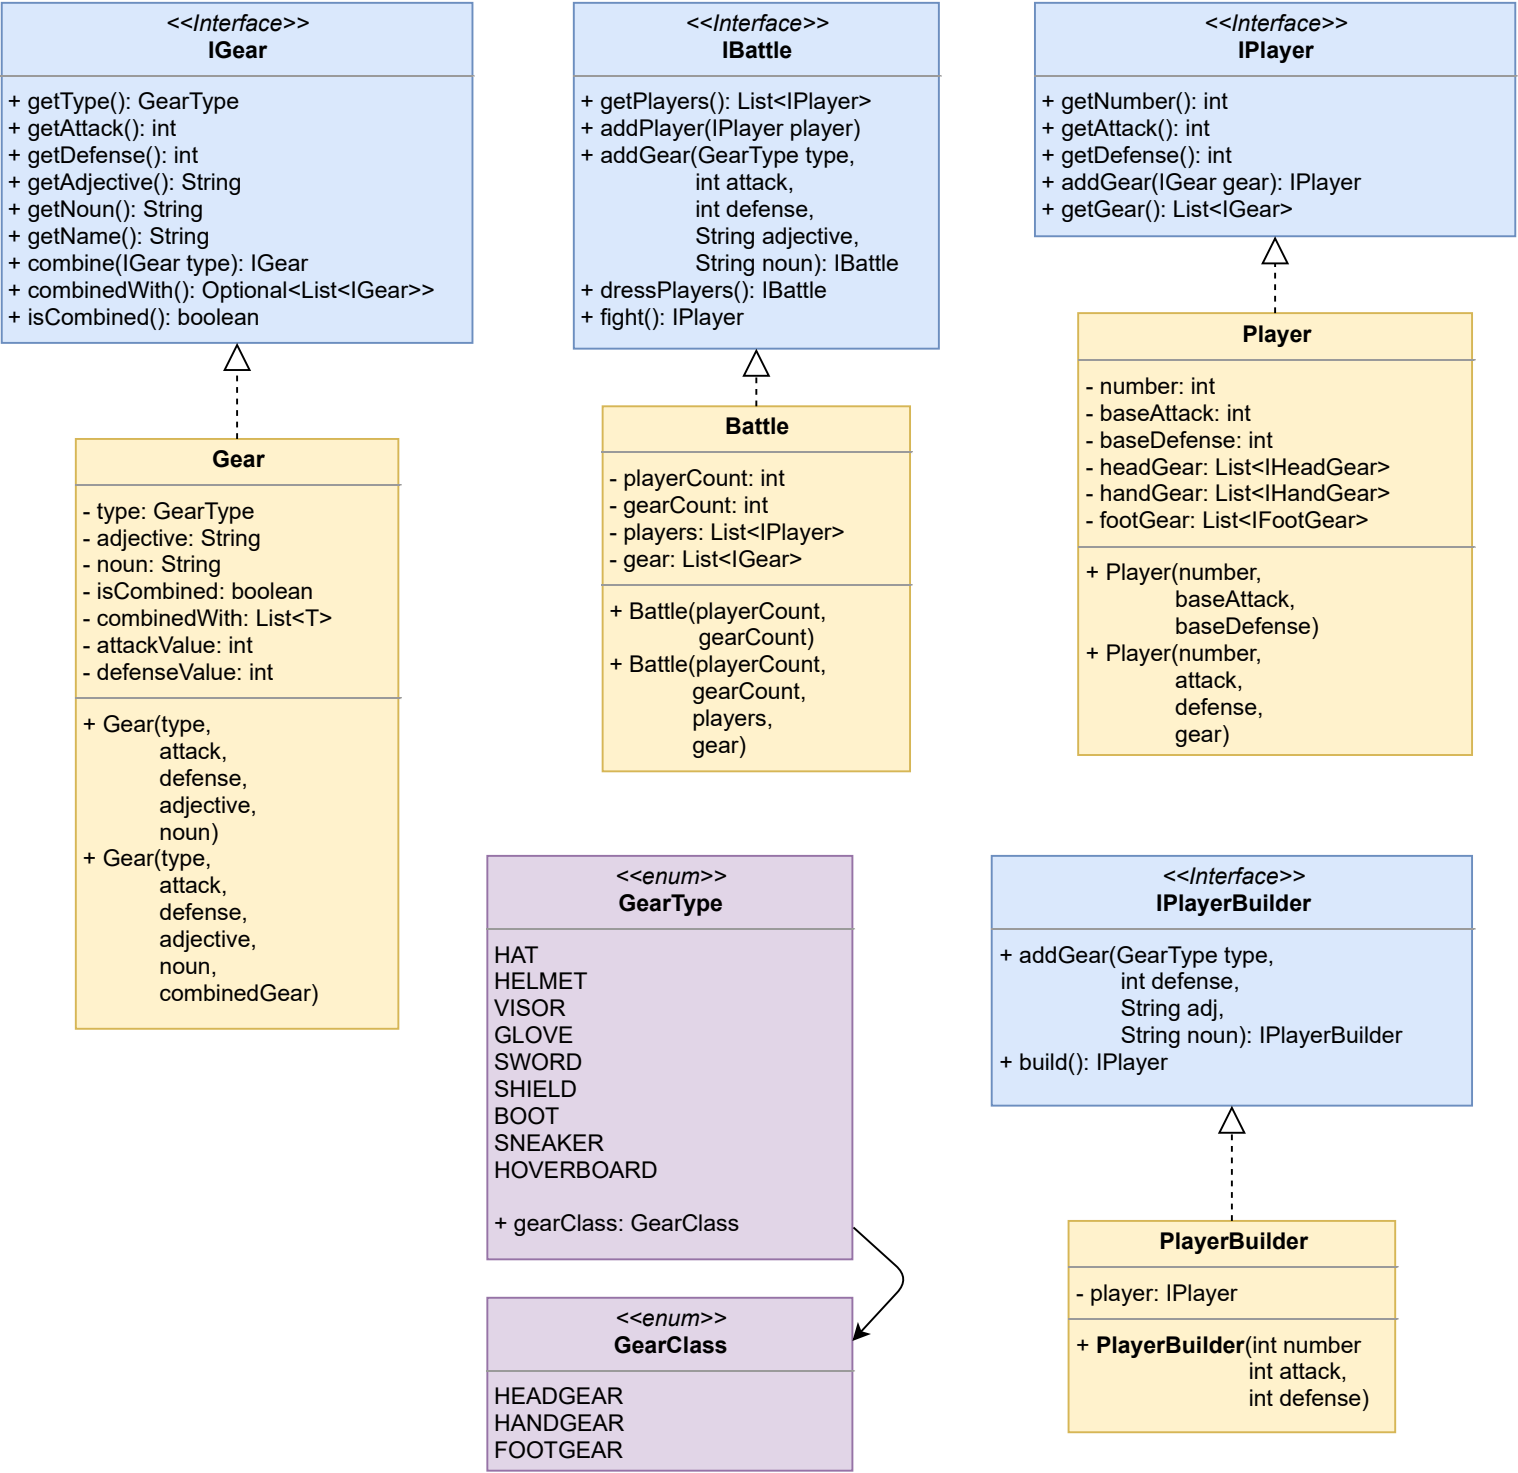 <<Interface>>
IGear
+ getType(): GearType
+ getAttack(): int
+ getDefense(): int
+ getAdjective(): String
+ getNoun(): String
+ getName(): String
+ combine(IGear type): IGear
+ combinedWith(): Optional<List<IGear>>
+ isCombined(): boolean
<<Interface>>
IBattle
+ getPlayers(): List<IPlayer>
+ addPlayer(IPlayer player)
+ addGear(GearType type,
int attack,
int defense,
String adjective,
String noun): IBattle
+ dressPlayers(): IBattle
+ fight(): IPlayer
<<Interface>>
IPlayer
+ getNumber(): int
+ getAttack(): int
+ getDefense(): int
+ addGear(IGear gear): IPlayer
+ getGear(): List<IGear>
Gear
- type: GearType
- adjective: String
- noun: String
- isCombined: boolean
- combinedWith: List<T>
- attackValue: int
- defenseValue: int
+ Gear(type,
attack,
defense,
adjective,
noun)
+ Gear(type,
attack,
defense,
adjective,
noun,
combinedGear)
Battle
- playerCount: int
- gearCount: int
- players: List<IPlayer>
- gear: List<IGear>
+ Battle(playerCount,
gearCount)
+ Battle(playerCount,
gearCount,
players,
gear)
Player
- number: int
- baseAttack: int
- baseDefense: int
- headGear: List<IHeadGear>
- handGear: List<IHandGear>
- footGear: List<IFootGear>
+ Player(number,
baseAttack,
baseDefense)
+ Player(number,
attack,
defense,
gear)
<<enum>>
GearType
HAT
HELMET
VISOR
GLOVE
SWORD
SHIELD
BOOT
SNEAKER
HOVERBOARD
+ gearClass: GearClass
<<enum>>
GearClass
HEADGEAR
HANDGEAR
FOOTGEAR
<<Interface>>
IPlayerBuilder
+ addGear(GearType type,
int defense,
String adj,
String noun): IPlayerBuilder
+ build(): IPlayer
PlayerBuilder
- player: IPlayer
+ PlayerBuilder(int number
int attack,
int defense)